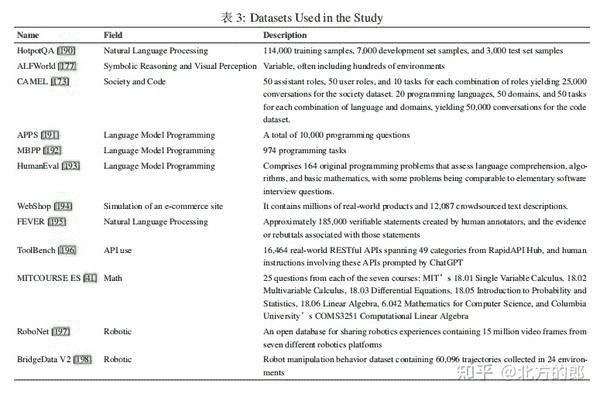 表 3: Datasets Used in the Study
Name Field Description
HotpotQA [190] Natural Language Processing 114,000 training samples, 7,000 development set samples, and 3,000 test set samples
ALFWorld [177] Symbolic Reasoning and Visual Perception Variable, often including hundreds of environments
CAMEL [173] Society and Code 50 assistant roles, 50 user roles, and 10 tasks for each combination of roles yielding 25,000
conversations for the society dataset. 20 programming languages, 50 domains, and 50 tasks
for each combination of language and domains, yielding 50,000 conversations for the code
dataset.
APPS [191] Language Model Programming A total of 10,000 programming questions
MBPP [192] Language Model Programming 974 programming tasks
HumanEval [193] Language Model Programming Comprises 164 original programming problems that assess language comprehension, algo-
rithms, and basic mathematics, with some problems being comparable to elementary software
interview questions.
WebShop [194] Simulation of an e-commerce site It contains millions of real-world products and 12,087 crowdsourced text descriptions.
FEVER [195] Natural Language Processing Approximately 185,000 verifiable statements created by human annotators, and the evidence
or rebuttals associated with those statements
ToolBench [196] API use 16,464 real-world RESTful APIs spanning 49 categories from RapidAPI Hub, and human
instructions involving these APIs prompted by ChatGPT
MITCOURSE ES [41] Math 25 questions from each of the seven courses: MIT's 18.01 Single Variable Calculus, 18.02
Multivariable Calculus, 18.03 Differential Equations, 18.05 Introduction to Probability and
Statistics, 18.06 Linear Algebra, 6.042 Mathematics for Computer Science, and Columbia
University's COMS3251 Computational Linear Algebra
RoboNet [197] Robotic An open database for sharing robotics experiences containing 15 million video frames from
seven different robotics platforms
BridgeData V2 [198] Robotic Robot manipulation behavior dataset containing 60,096 trajectories collected in 24 environ-
ments
知乎 @北方的郎